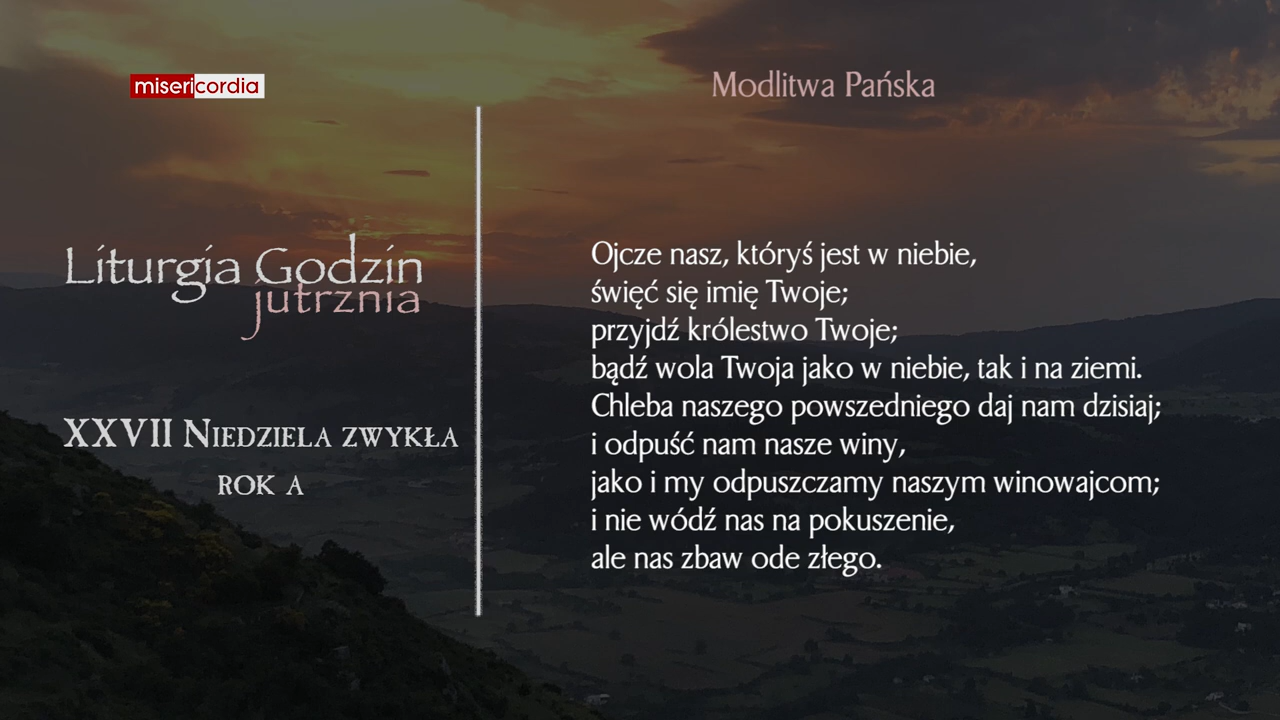 misericordia
Liturgia Godzin
jutrznia
XXVII Niedziela zwykła
rok A
Modlitwa Pańska
Ojcze nasz, któryś jest w niebie,
święć się imię Twoje;
przyjdź królestwo Twoje;
bądź wola Twoja jako w niebie, tak i na ziemi.
Chleba naszego powszedniego daj nam dzisiaj;
i odpuść nam nasze winy,
jako i my odpuszczamy naszym winowajcom;
i nie wódź nas na pokuszenie,
ale nas zbaw ode złego.